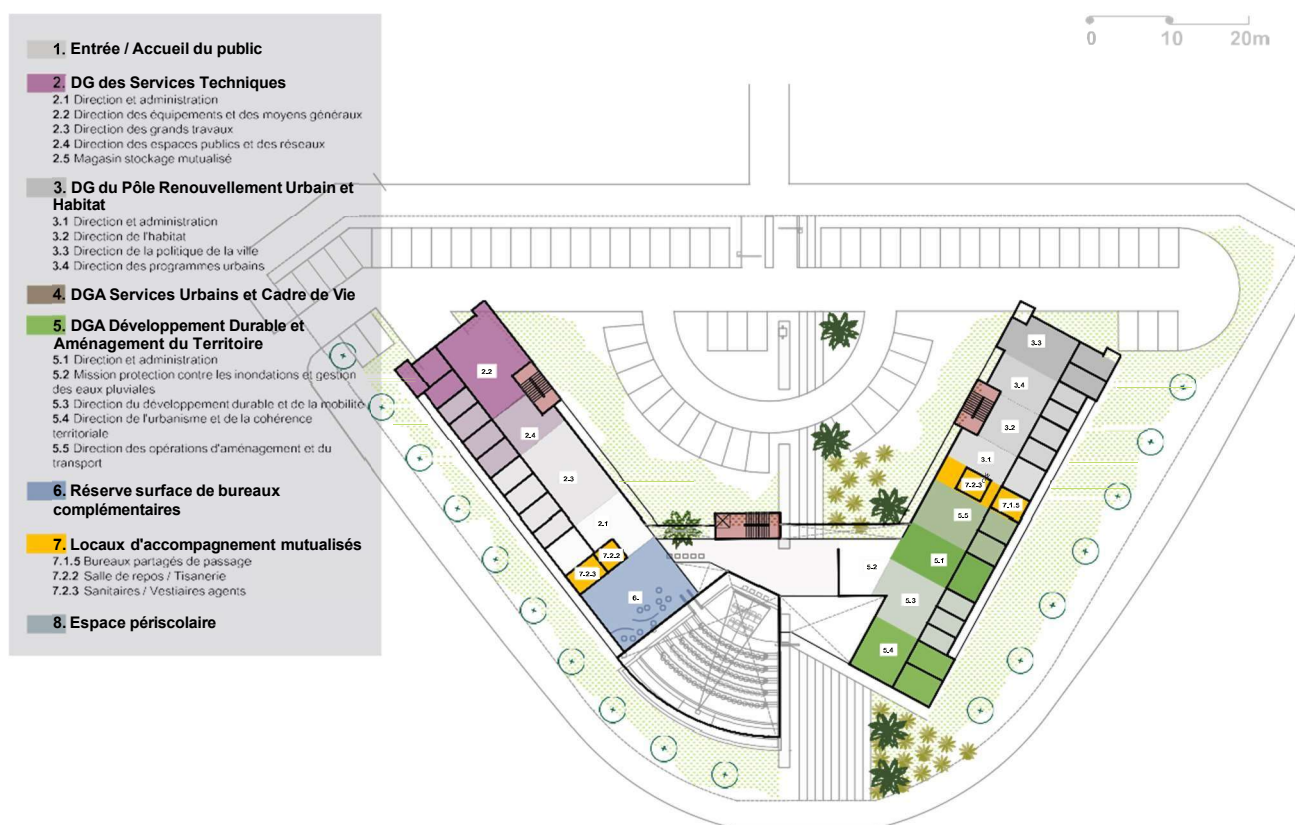 1. Entrée / Accueil du public
2. DG des Services Techniques
2.1 Direction et administration
2.2 Direction des équipements et des moyens généraux
2.3 Direction des grands travaux
2.4 Direction des espaces publics et des réseaux
2.5 Magasin stockage mutualisé
3. DG du Pôle Renouvellement Urbain et
Habitat
3.1 Direction et administration
3.2 Direction de l'habitat
3.3 Direction de la politique de la ville
3.4 Direction des programmes urbains
4. DGA Services Urbains et Cadre de Vie
5. DGA Développement Durable et
Aménagement du Territoire
5.1 Direction et administration
5.2 Mission protection contre les inondations et gestion
des eaux pluviales
5.3 Direction du développement durable et de la mobilité
5.4 Direction de l'urbanisme et de la cohérence
territoriale
5.5 Direction des opérations d'aménagement et du
transport
6. Réserve surface de bureaux
complémentaires
7. Locaux d'accompagnement mutualisés
7.1.5 Bureaux partagés de passage
7.2.2 Salle de repos / Tisanerie
7.2.3 Sanitaires / Vestiaires agents
8. Espace périscolaire
0 10 20m
2.2
2.4
2.3
2.1
7.2.2
7.2.3
6.
3.3
3.4
3.2
3.1
7.2.3
7.1.5
5.5
5.1
5.2
5.3
5.4